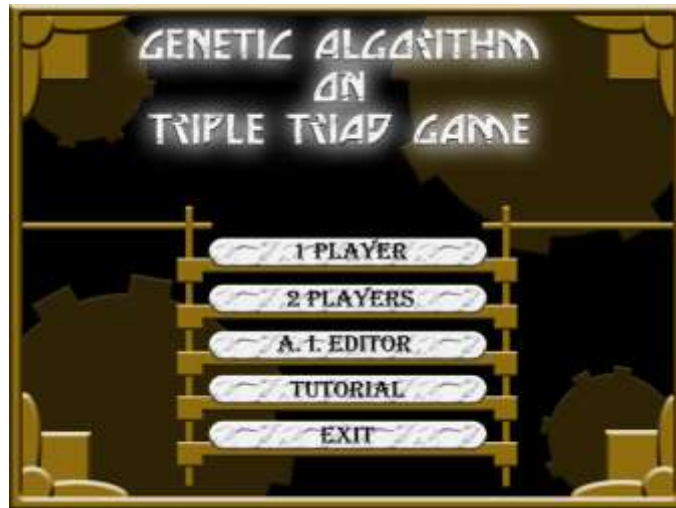 GENETIC ALGORITHM
ON
TRIPLE TRIAD GAME
1 PLAYER
2 PLAYERS
A. I. EDITOR
TUTORIAL
EXIT